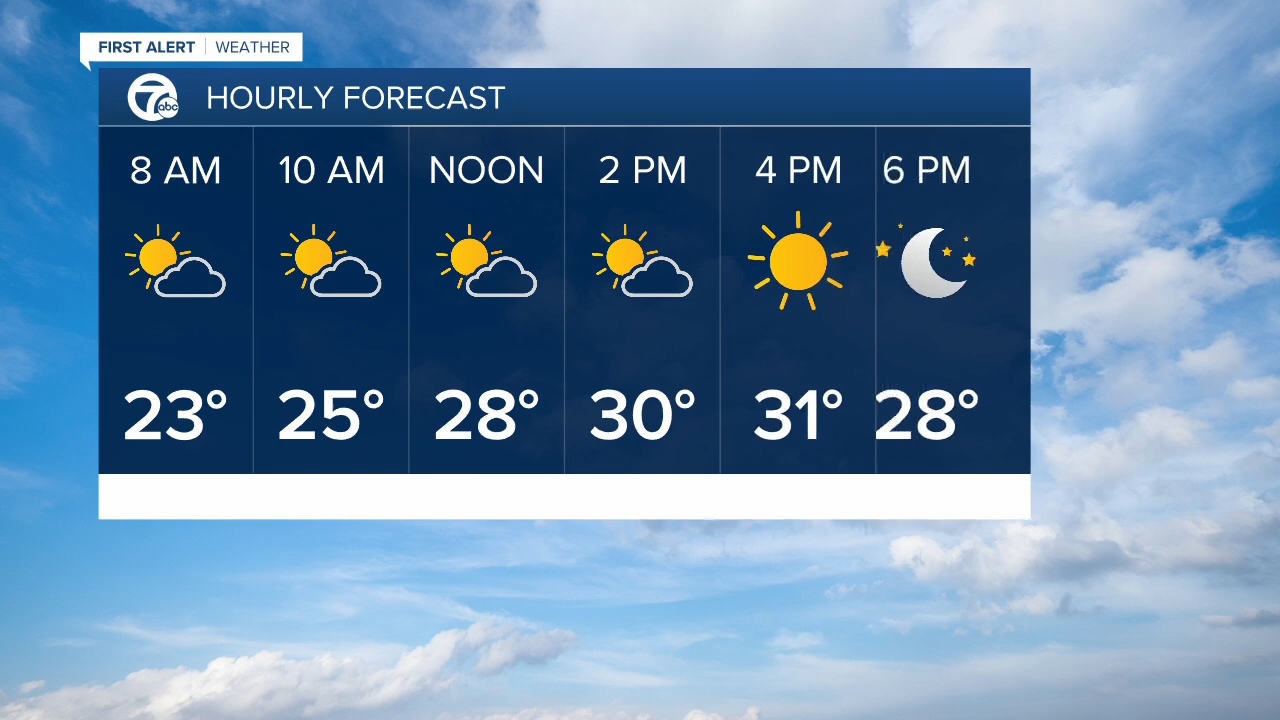 FIRST ALERT | WEATHER
7 abc HOURLY FORECAST
8 AM 10 AM NOON 2 PM 4 PM 6 PM
23° 25° 28° 30° 31° 28°